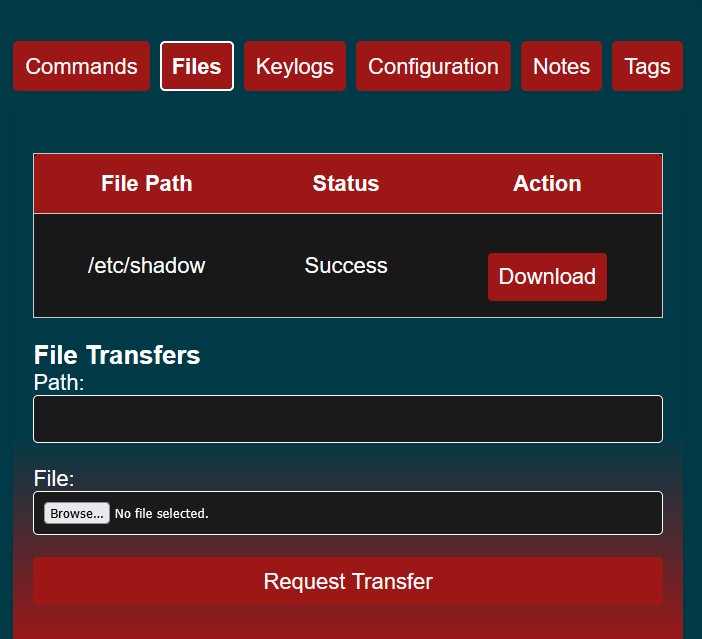 Commands Files Keylogs Configuration Notes Tags
File Path Status Action
/etc/shadow Success Download
File Transfers
Path:
File:
Browse... No file selected.
Request Transfer